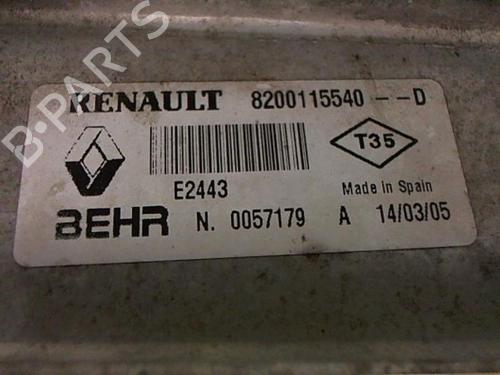 B-PARTS
RENAULT 8200115540--D
T35
E2443 Made in Spain
BEHR N. 0057179 A 14/03/05